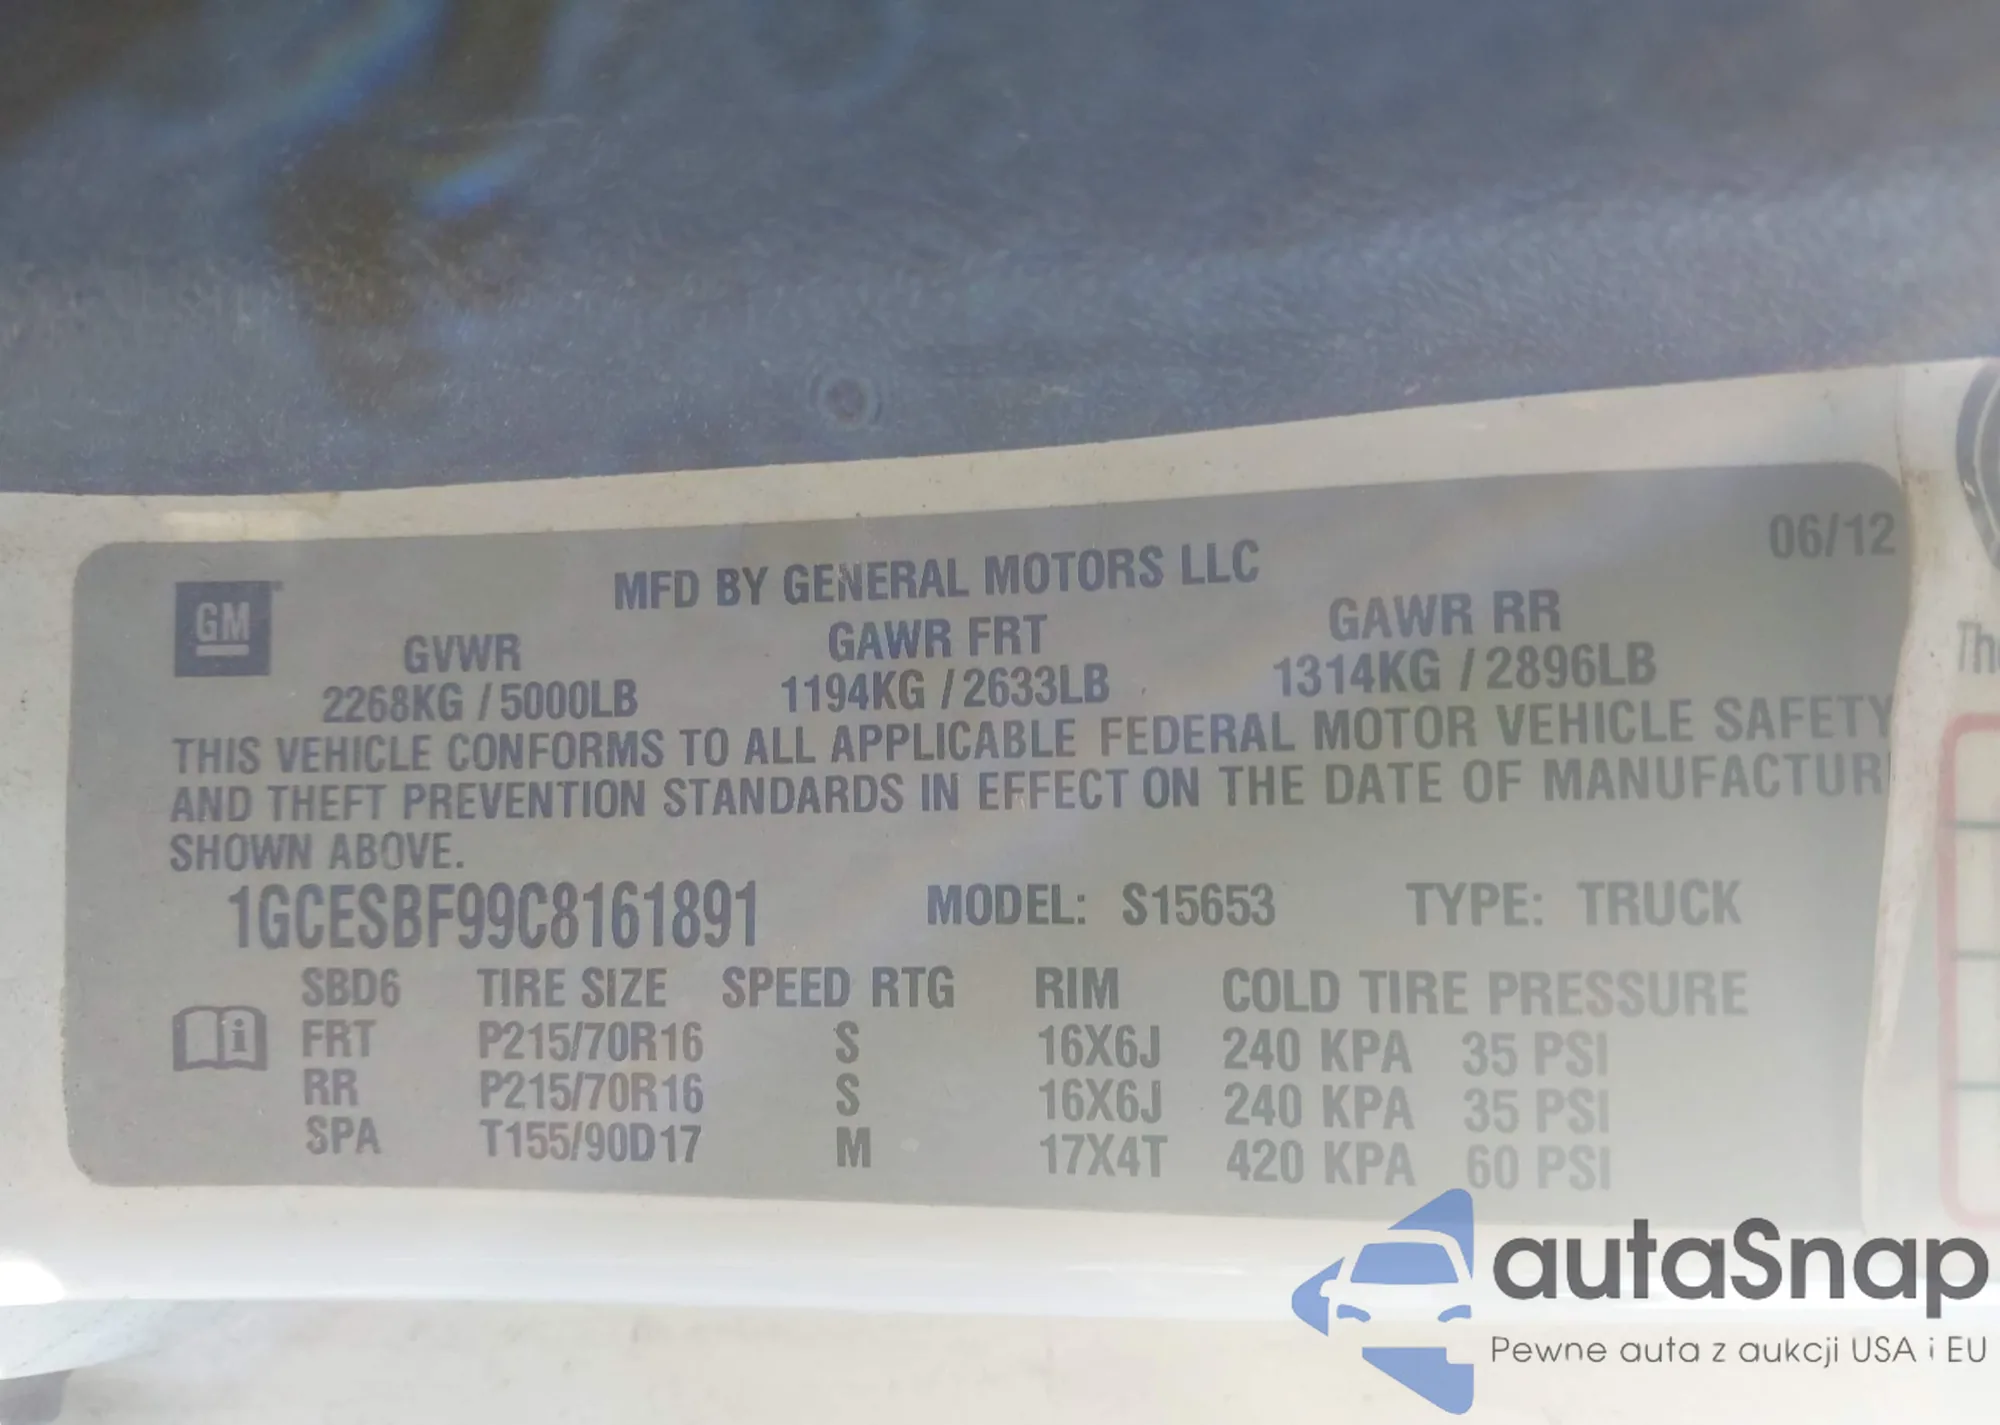 06/12
MFD BY GENERAL MOTORS LLC
GM
GVWR GAWR FRT GAWR RR
2268KG / 5000LB 1194KG / 2633LB 1314KG / 2896LB
THIS VEHICLE CONFORMS TO ALL APPLICABLE FEDERAL MOTOR VEHICLE SAFETY
AND THEFT PREVENTION STANDARDS IN EFFECT ON THE DATE OF MANUFACTUR
SHOWN ABOVE.
1GCESBF99C8161891 MODEL: S15653 TYPE: TRUCK
SBD6 TIRE SIZE SPEED RTG RIM COLD TIRE PRESSURE
FRT P215/70R16 S 16X6J 240 KPA 35 PSI
RR P215/70R16 S 16X6J 240 KPA 35 PSI
SPA T155/90D17 M 17X4T 420 KPA 60 PSI
autaSnap
Pewne auta z aukcji USA i EU